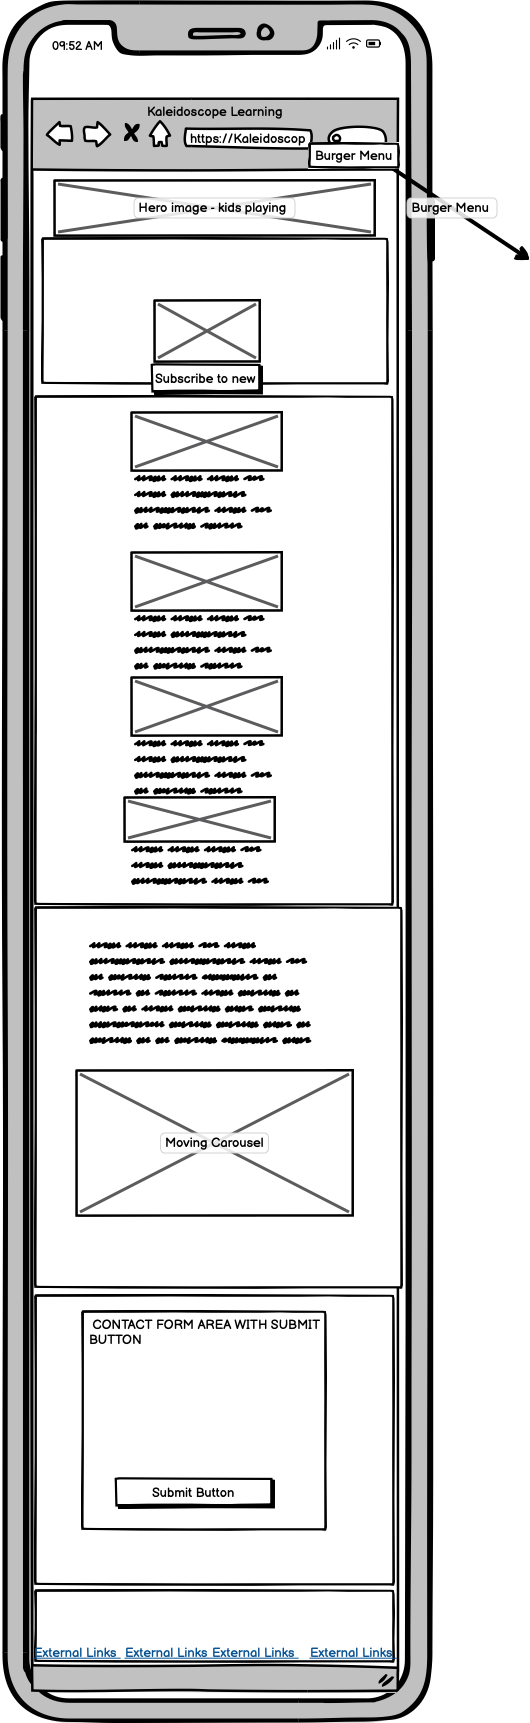 09:52 AM
Kaleidoscope Learning
https://Kaleidoscop
Burger Menu
Burger Menu
Hero image - kids playing
Subscribe to new
Moving Carousel
CONTACT FORM AREA WITH SUBMIT
BUTTON
Submit Button
External Links External Links External Links External Links